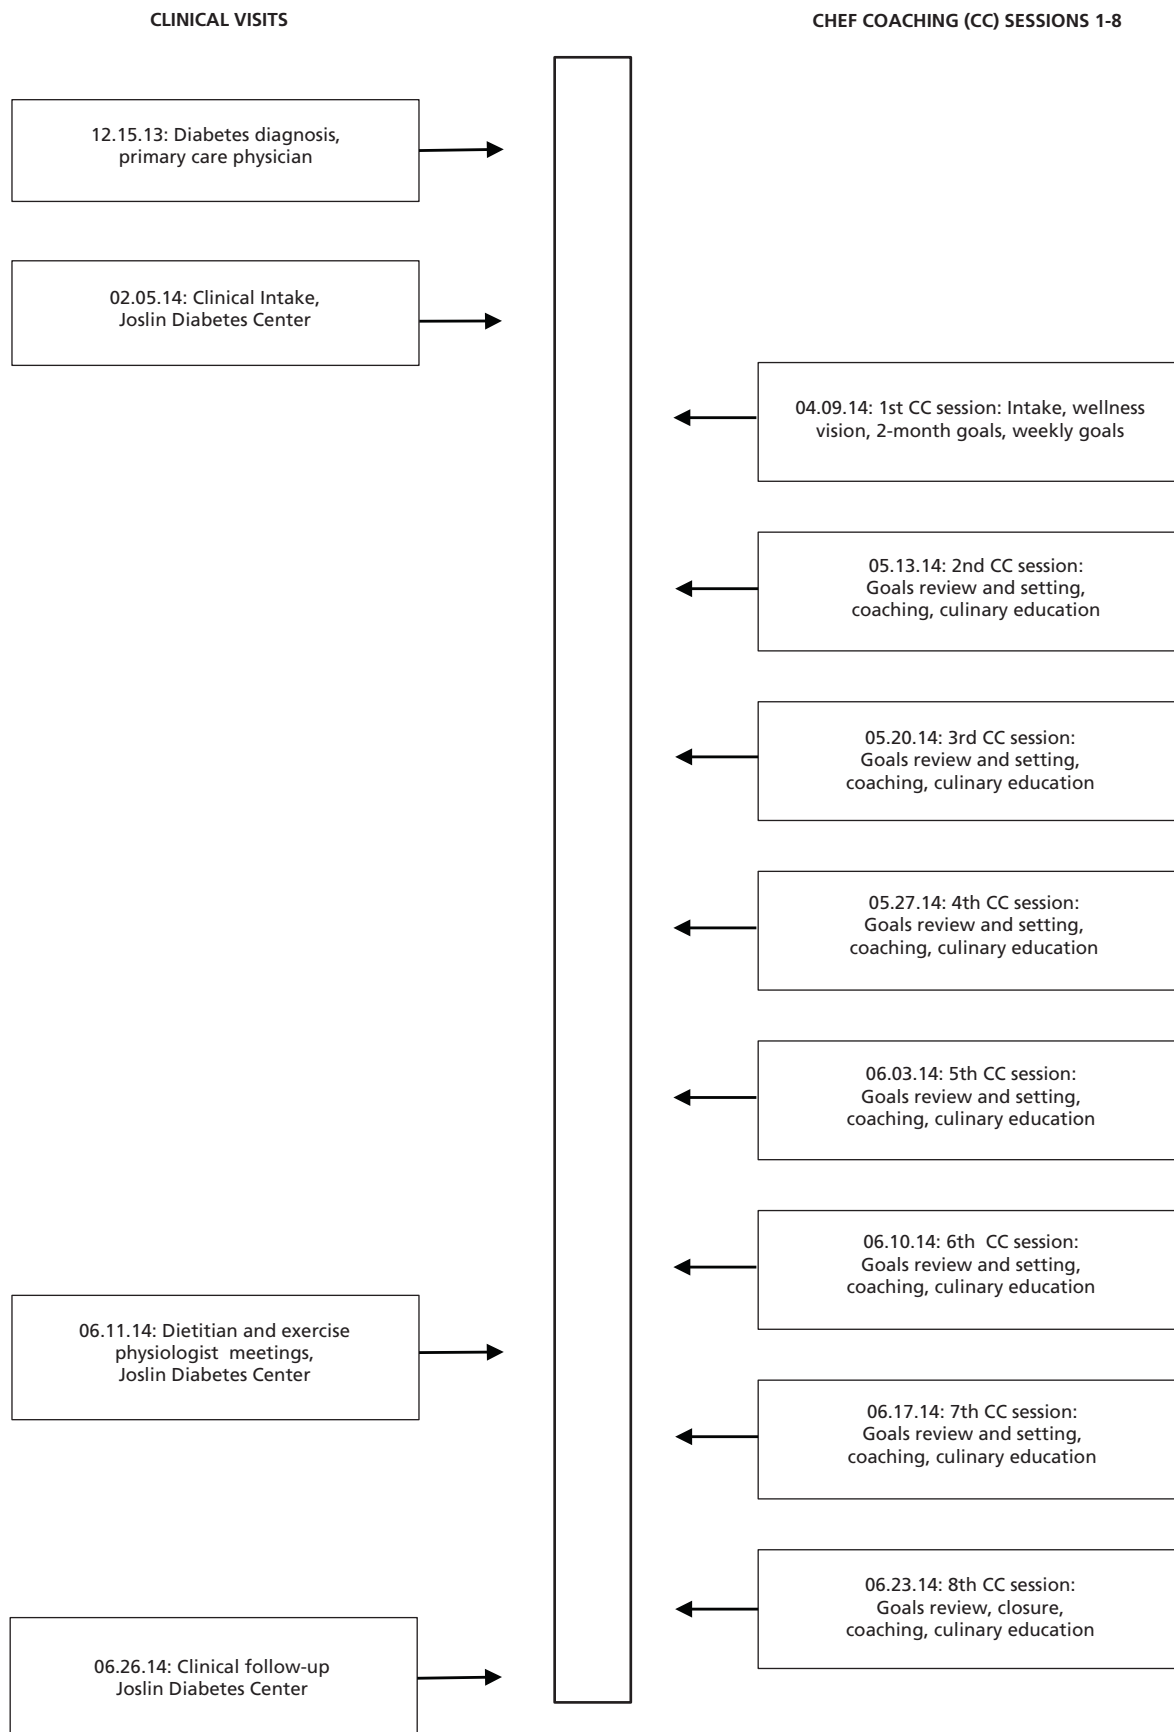 CLINICAL VISITS
CHEF COACHING (CC) SESSIONS 1-8
12.15.13: Diabetes diagnosis,
primary care physician
02.05.14: Clinical Intake,
Joslin Diabetes Center
04.09.14: 1st CC session: Intake, wellness
vision, 2-month goals, weekly goals
05.13.14: 2nd CC session:
Goals review and setting,
coaching, culinary education
05.20.14: 3rd CC session:
Goals review and setting,
coaching, culinary education
05.27.14: 4th CC session:
Goals review and setting,
coaching, culinary education
06.03.14: 5th CC session:
Goals review and setting,
coaching, culinary education
06.10.14: 6th CC session:
Goals review and setting,
coaching, culinary education
06.11.14: Dietitian and exercise
physiologist meetings,
Joslin Diabetes Center
06.17.14: 7th CC session:
Goals review and setting,
coaching, culinary education
06.23.14: 8th CC session:
Goals review, closure,
coaching, culinary education
06.26.14: Clinical follow-up
Joslin Diabetes Center